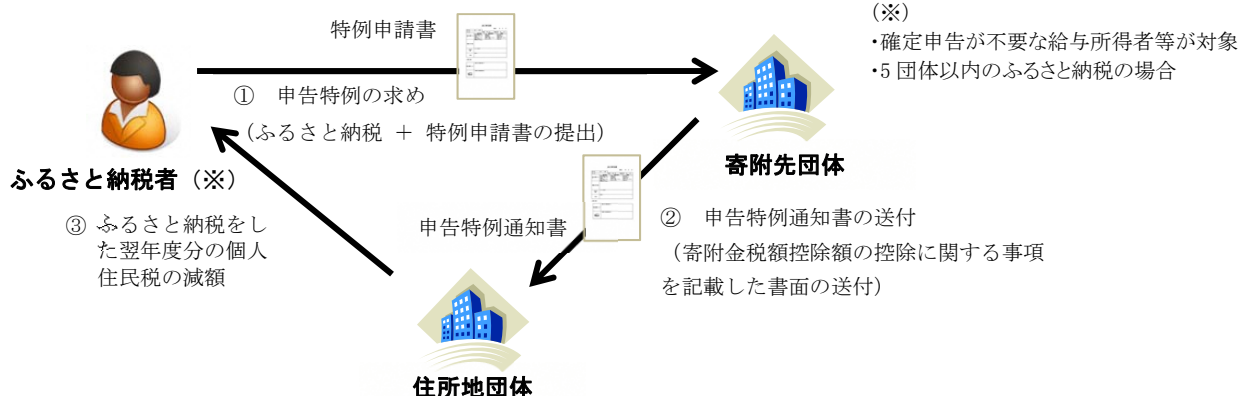 (※)
・確定申告が不要な給与所得者等が対象
・5 団体以内のふるさと納税の場合
特例申請書
① 申告特例の求め
(ふるさと納税 + 特例申請書の提出)
ふるさと納税者(※)
寄附先団体
③ ふるさと納税をし
た翌年度分の個人
住民税の減額
申告特例通知書
② 申告特例通知書の送付
(寄附金税額控除額の控除に関する事項
を記載した書面の送付)
住所地団体